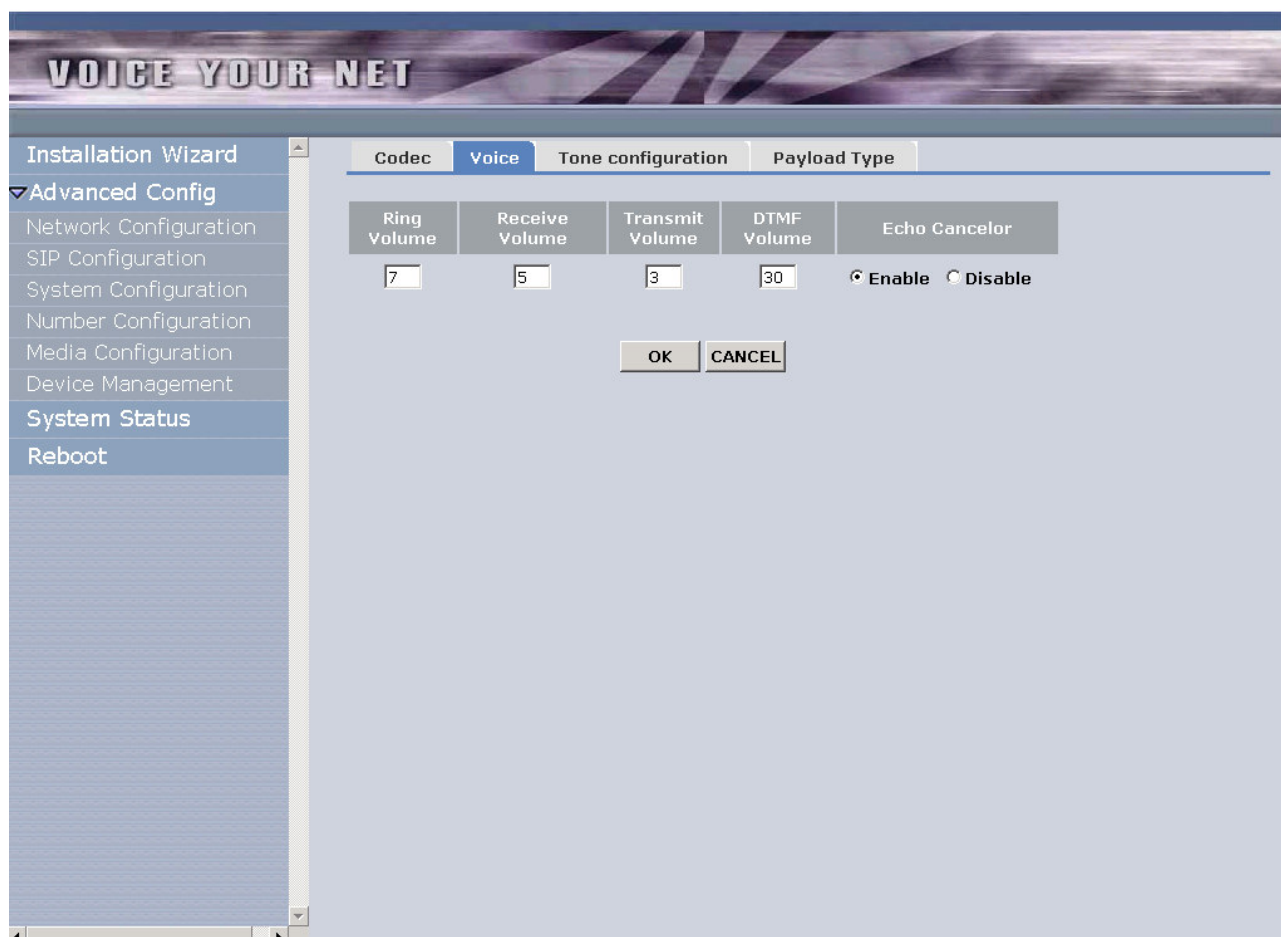 VOICE YOUR NET
Installation Wizard
Advanced Config
Network Configuration
SIP Configuration
System Configuration
Number Configuration
Media Configuration
Device Management
System Status
Reboot
Codec Voice Tone configuration Payload Type
Ring Volume Receive Volume Transmit Volume DTMF Volume Echo Cancelor
7 5 3 30 Enable Disable
OK CANCEL